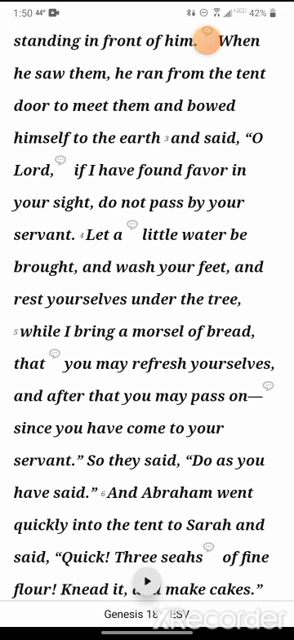 1:50 44° 42%
standing in front of him. When
he saw them, he ran from the tent
door to meet them and bowed
himself to the earth 3 and said, “O
Lord, if I have found favor in
your sight, do not pass by your
servant. 4 Let a little water be
brought, and wash your feet, and
rest yourselves under the tree,
5 while I bring a morsel of bread,
that you may refresh yourselves,
and after that you may pass on—
since you have come to your
servant.” So they said, “Do as you
have said.” 6 And Abraham went
quickly into the tent to Sarah and
said, “Quick! Three seahs of fine
flour! Knead it, and make cakes.”
Genesis 18 ESV
XRecorder